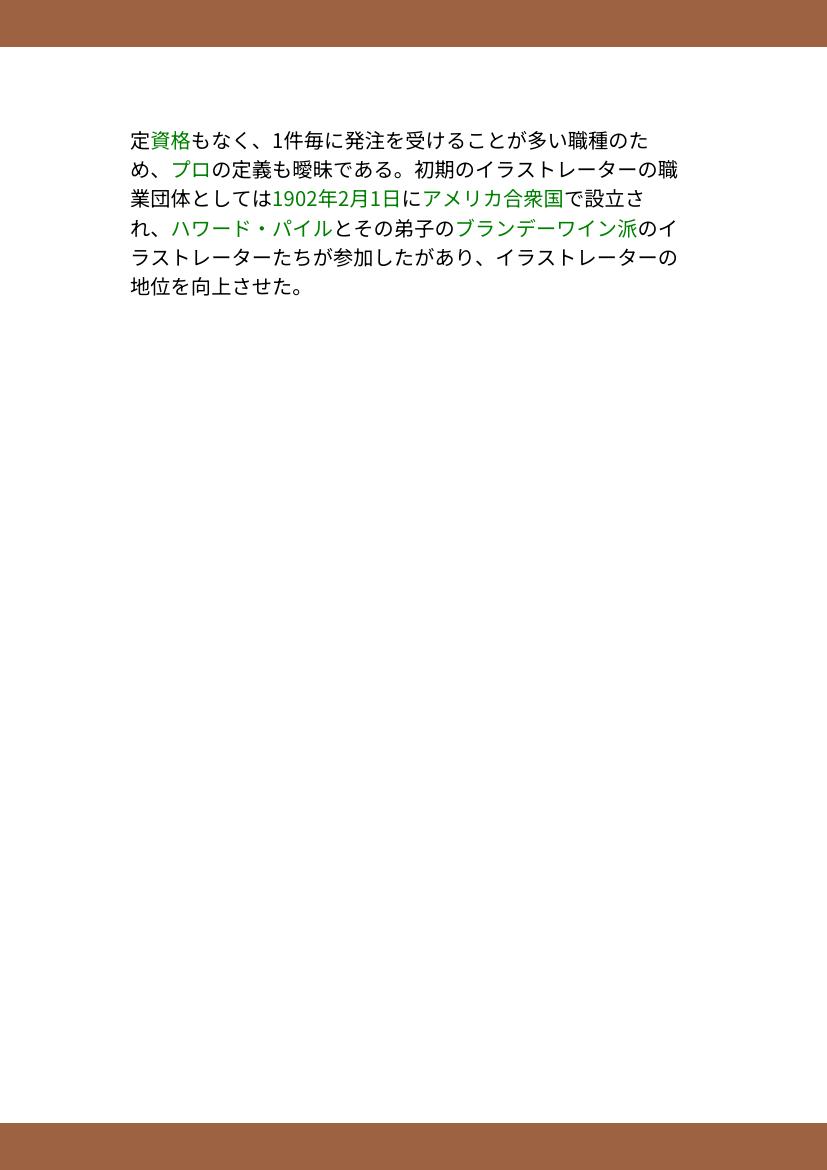 定資格もなく、1件毎に発注を受けることが多い職種のた
め、プロの定義も曖昧である。初期のイラストレーターの職
業団体としては1902年2月1日にアメリカ合衆国で設立さ
れ、ハワード・パイルとその弟子のブランデーワイン派のイ
ラストレーターたちが参加したがあり、イラストレーターの
地位を向上させた。